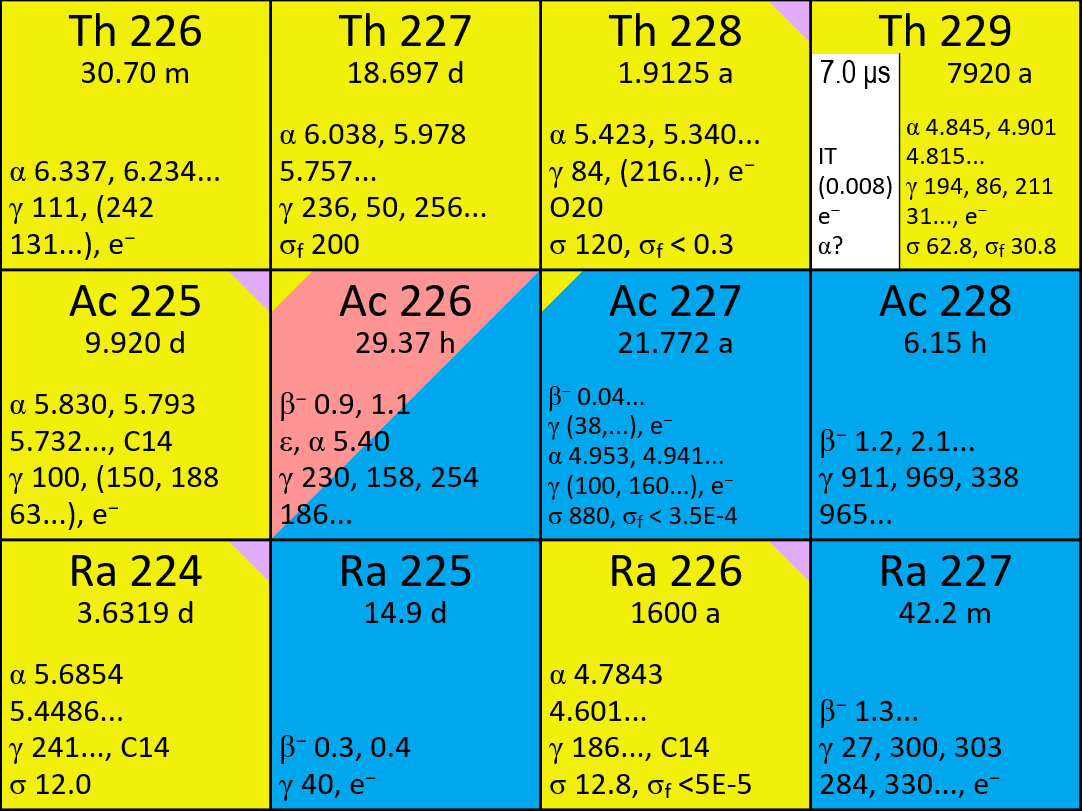 Th 226
30.70 m
α 6.337, 6.234...
γ 111, (242
131...), e⁻
Th 227
18.697 d
α 6.038, 5.978
5.757...
γ 236, 50, 256...
σf 200
Th 228
1.9125 a
α 5.423, 5.340...
γ 84, (216...), e⁻
O20
σ 120, σf < 0.3
Th 229
7.0 µs
IT
(0.008)
e⁻
α?
7920 a
α 4.845, 4.901
4.815...
γ 194, 86, 211
31..., e⁻
σ 62.8, σf 30.8
Ac 225
9.920 d
α 5.830, 5.793
5.732..., C14
γ 100, (150, 188
63...), e⁻
Ac 226
29.37 h
β⁻ 0.9, 1.1
ε, α 5.40
γ 230, 158, 254
186...
Ac 227
21.772 a
β⁻ 0.04...
γ (38,...), e⁻
α 4.953, 4.941...
γ (100, 160...), e⁻
σ 880, σf < 3.5E-4
Ac 228
6.15 h
β⁻ 1.2, 2.1...
γ 911, 969, 338
965...
Ra 224
3.6319 d
α 5.6854
5.4486...
γ 241..., C14
σ 12.0
Ra 225
14.9 d
β⁻ 0.3, 0.4
γ 40, e⁻
Ra 226
1600 a
α 4.7843
4.601...
γ 186..., C14
σ 12.8, σf <5E-5
Ra 227
42.2 m
β⁻ 1.3...
γ 27, 300, 303
284, 330..., e⁻